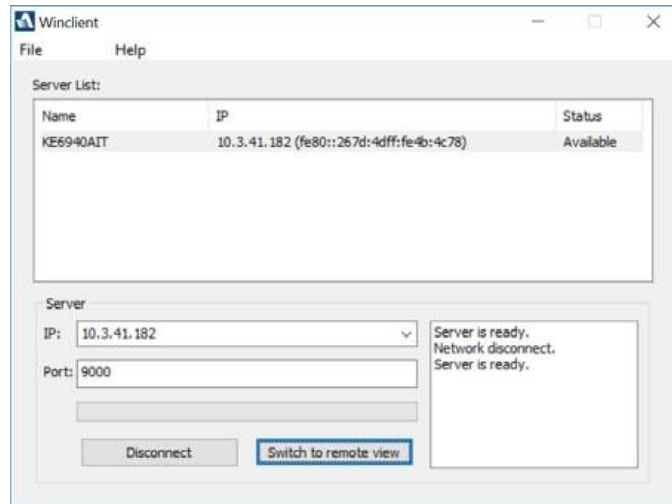 Winclient
File Help
Server List:
Name IP Status
KE6940AIT 10.3.41.182 (fe80::267d:4dff:fe4b:4c78) Available
Server
IP: 10.3.41.182
Port: 9000
Server is ready.
Network disconnect.
Server is ready.
Disconnect Switch to remote view